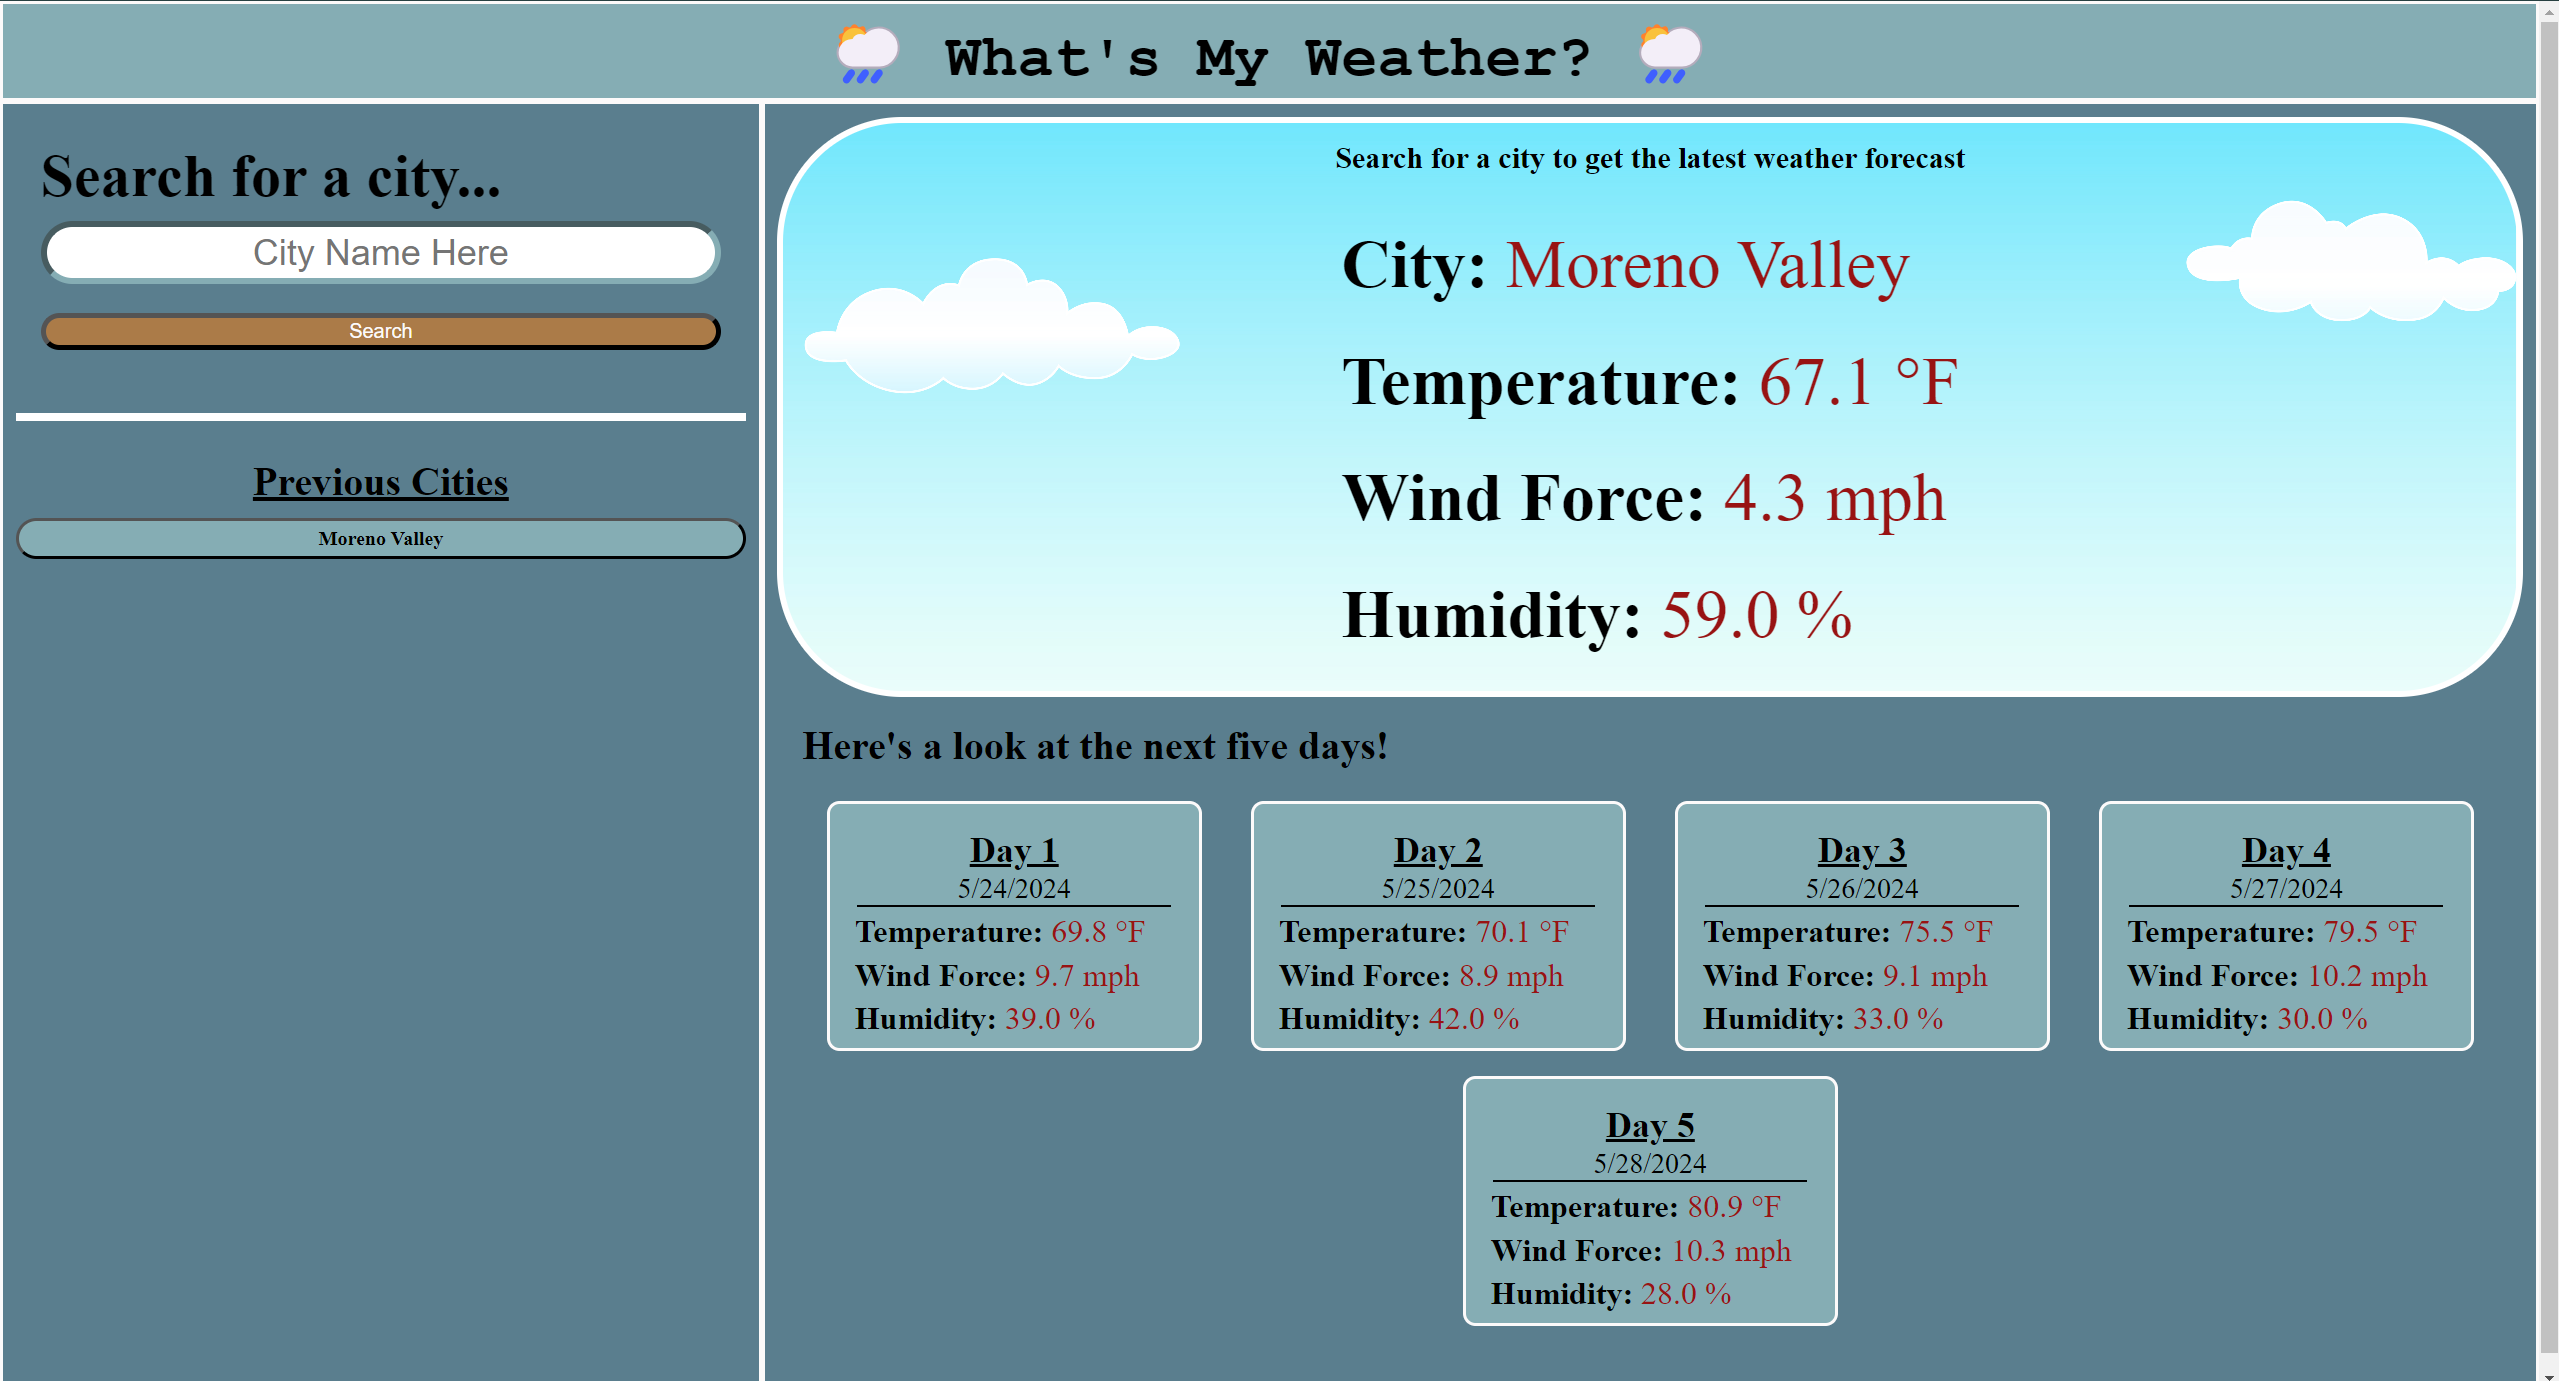 What's My Weather?
Search for a city...
City Name Here
Search
Previous Cities
Moreno Valley
Search for a city to get the latest weather forecast
City: Moreno Valley
Temperature: 67.1 °F
Wind Force: 4.3 mph
Humidity: 59.0 %
Here's a look at the next five days!
Day 1
5/24/2024
Temperature: 69.8 °F
Wind Force: 9.7 mph
Humidity: 39.0 %
Day 2
5/25/2024
Temperature: 70.1 °F
Wind Force: 8.9 mph
Humidity: 42.0 %
Day 3
5/26/2024
Temperature: 75.5 °F
Wind Force: 9.1 mph
Humidity: 33.0 %
Day 4
5/27/2024
Temperature: 79.5 °F
Wind Force: 10.2 mph
Humidity: 30.0 %
Day 5
5/28/2024
Temperature: 80.9 °F
Wind Force: 10.3 mph
Humidity: 28.0 %